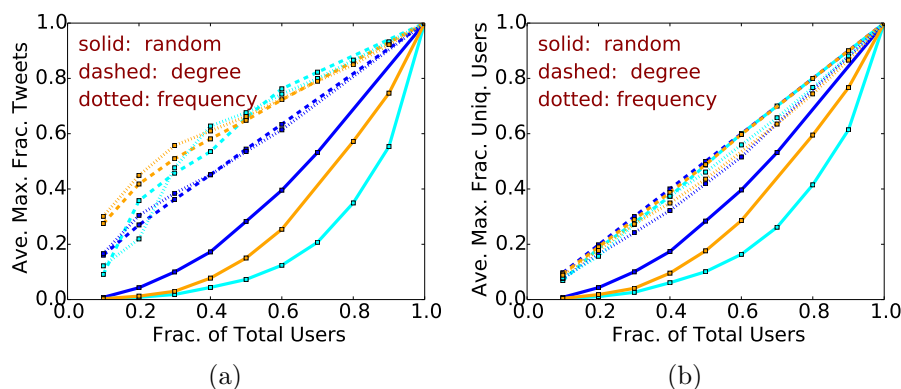 1.0
0.8
0.6
0.4
0.2
0.0
Ave. Max. Frac. Tweets
solid: random
dashed: degree
dotted: frequency
0.0 0.2 0.4 0.6 0.8 1.0
Frac. of Total Users
(a)
1.0
0.8
0.6
0.4
0.2
0.0
Ave. Max. Frac. Uniq. Users
solid: random
dashed: degree
dotted: frequency
0.0 0.2 0.4 0.6 0.8 1.0
Frac. of Total Users
(b)